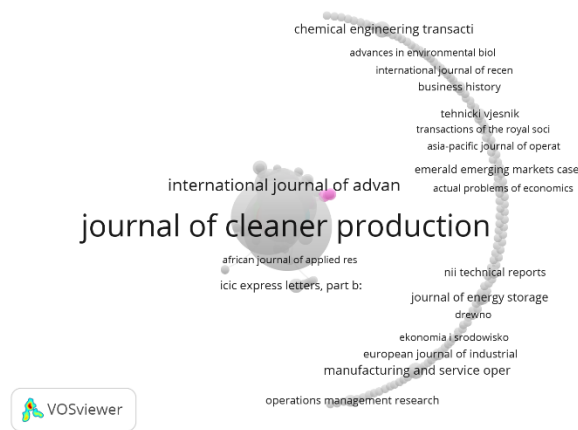 chemical engineering transacti
advances in environmental biol
international journal of recen
business history
tehnicki vjesnik
transactions of the royal soci
asia-pacific journal of operat
emerald emerging markets case
international journal of advan
actual problems of economics
journal of cleaner production
african journal of applied res
nii technical reports
icic express letters, part b:
journal of energy storage
drewno
ekonomia i srodowisko
european journal of industrial
manufacturing and service oper
operations management research
VOSviewer